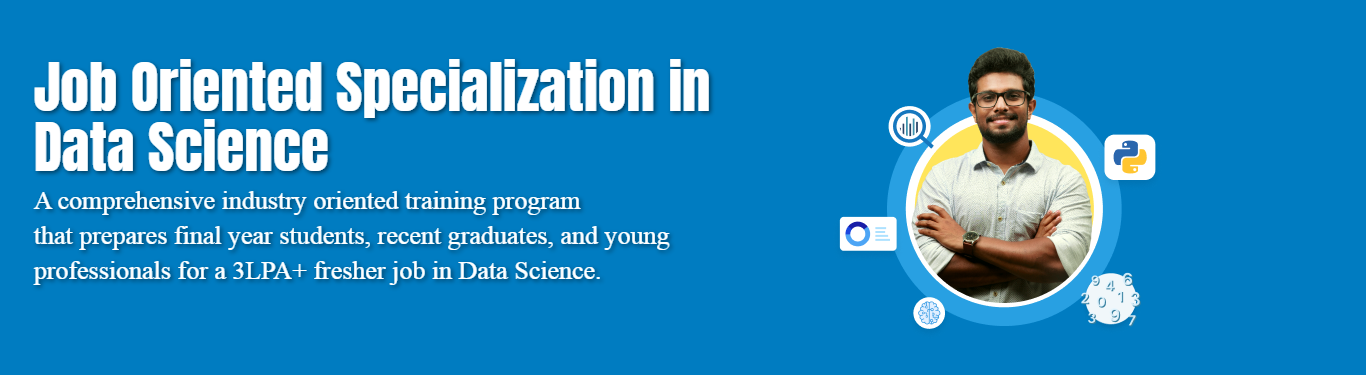 Job Oriented Specialization in
Data Science
A comprehensive industry oriented training program
that prepares final year students, recent graduates, and young
professionals for a 3LPA+ fresher job in Data Science.
9 4 6
2 0 1 3
3 9 7